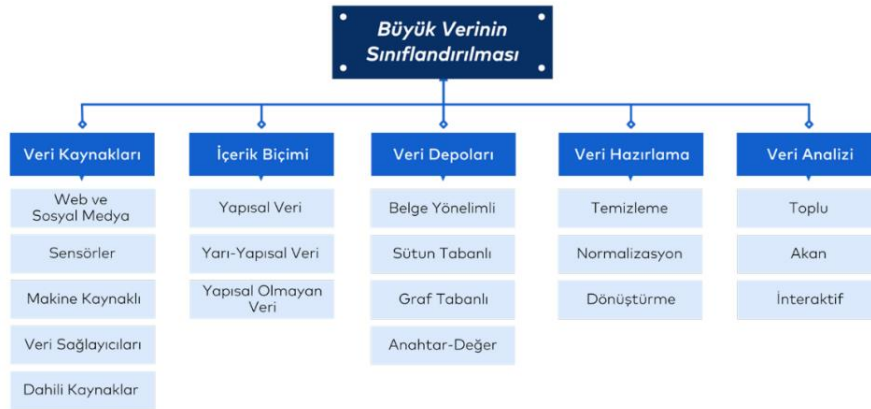 Büyük Verinin
Sınıflandırılması
Veri Kaynakları
Web ve
Sosyal Medya
Sensörler
Makine Kaynaklı
Veri Sağlayıcıları
Dahili Kaynaklar
İçerik Biçimi
Yapısal Veri
Yarı-Yapısal Veri
Yapısal Olmayan
Veri
Veri Depoları
Belge Yönelimli
Sütun Tabanlı
Graf Tabanlı
Anahtar-Değer
Veri Hazırlama
Temizleme
Normalizasyon
Dönüştürme
Veri Analizi
Toplu
Akan
İnteraktif